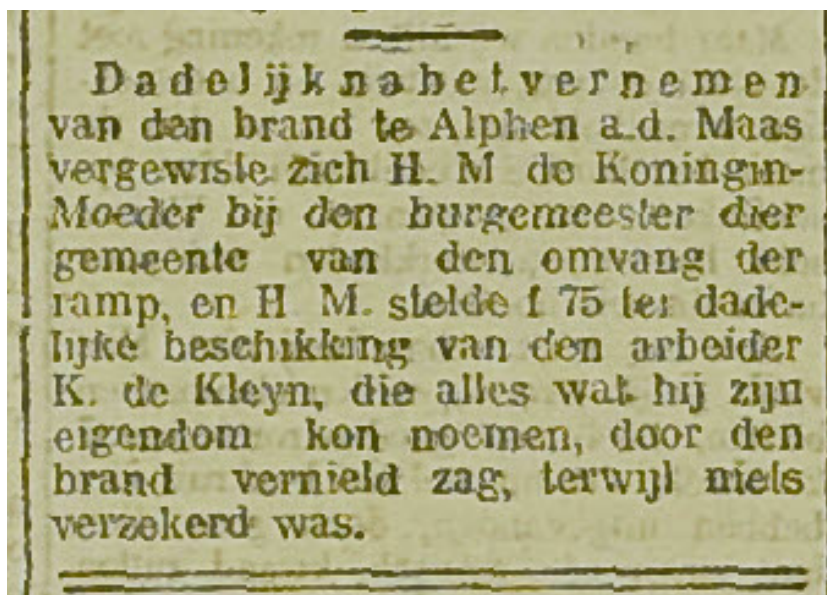 Dadelijk na het vernemen
van den brand te Alphen a.d. Maas
vergewiste zich H. M de Koningin-
Moeder bij den burgemeester dier
gemeente van den omvang der
ramp, en H M. stelde f 75 ter dade-
lijke beschikking van den arbeider
K. de Kleyn, die alles wat hij zijn
eigendom kon noemen, door den
brand vernield zag, terwijl niets
verzekerd was.